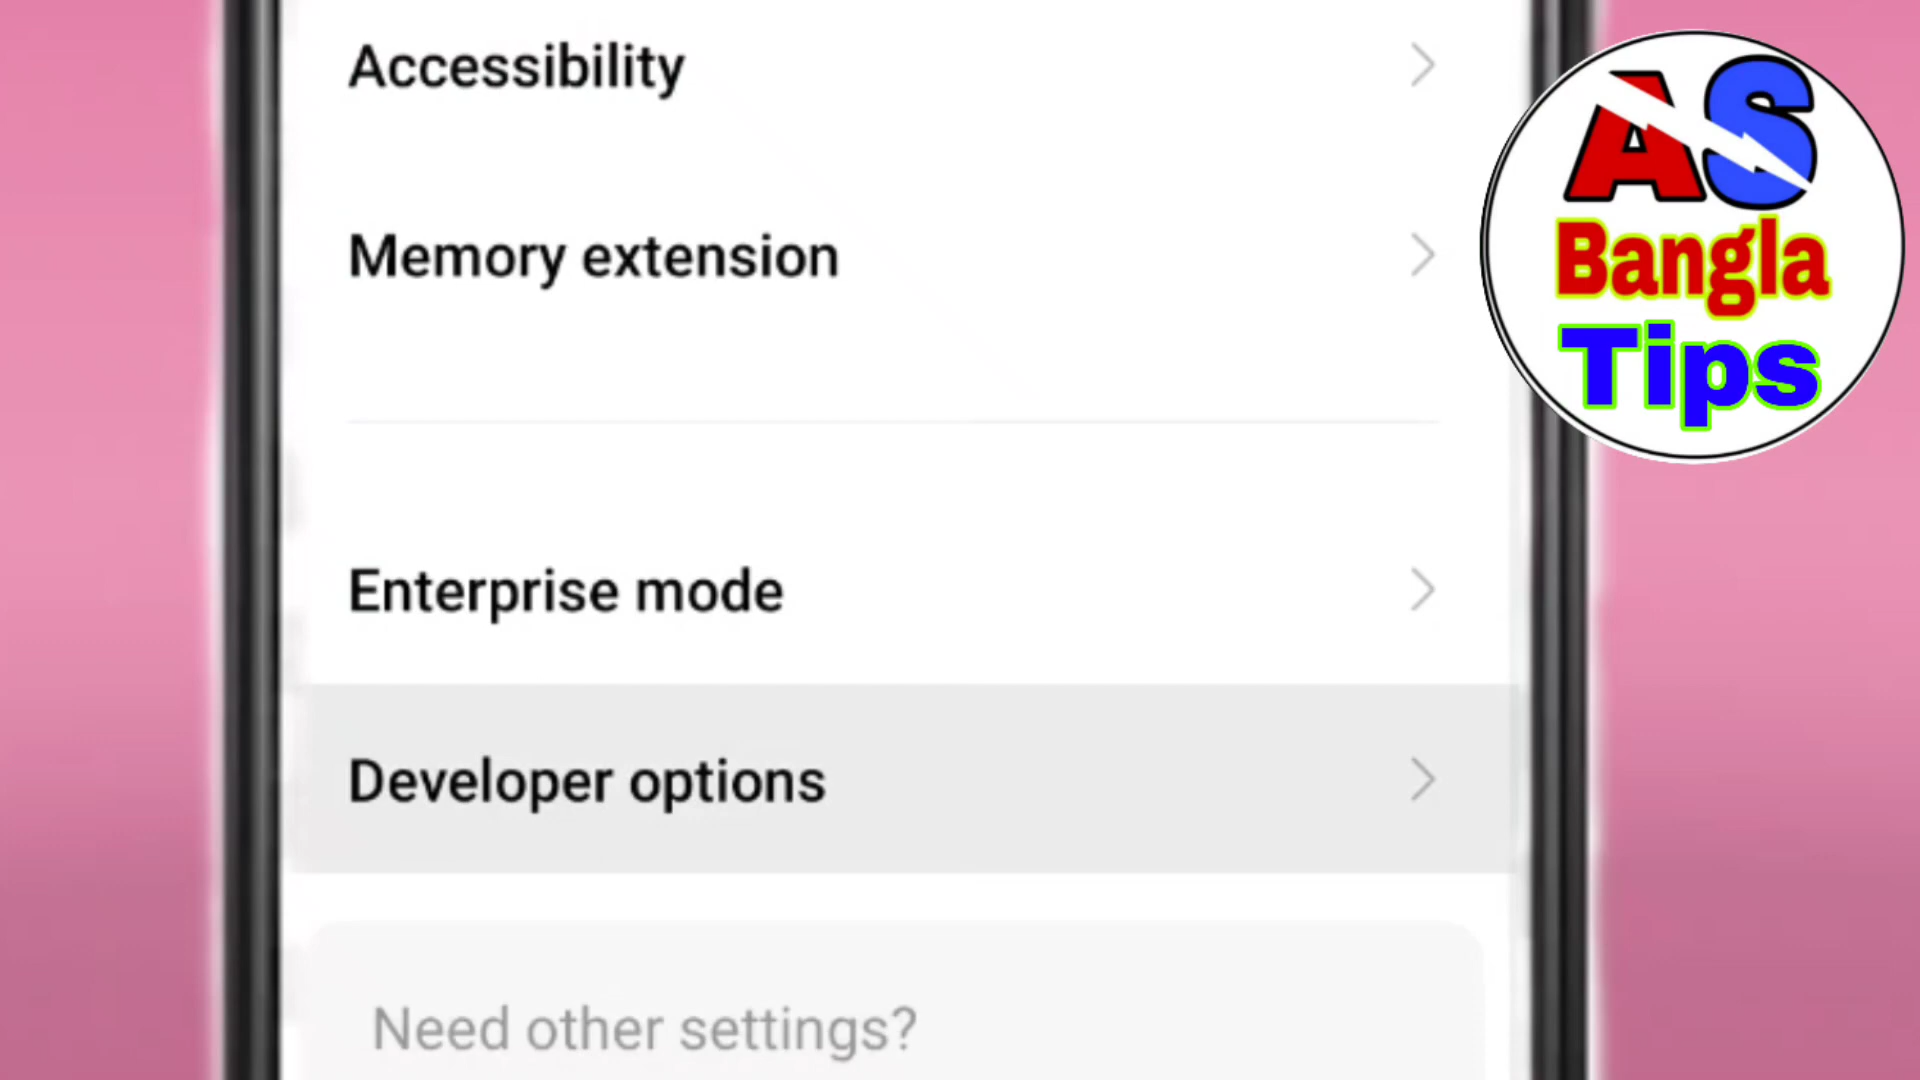 Accessibility
Memory extension
Enterprise mode
Developer options
Need other settings?
AS
Bangla
Tips